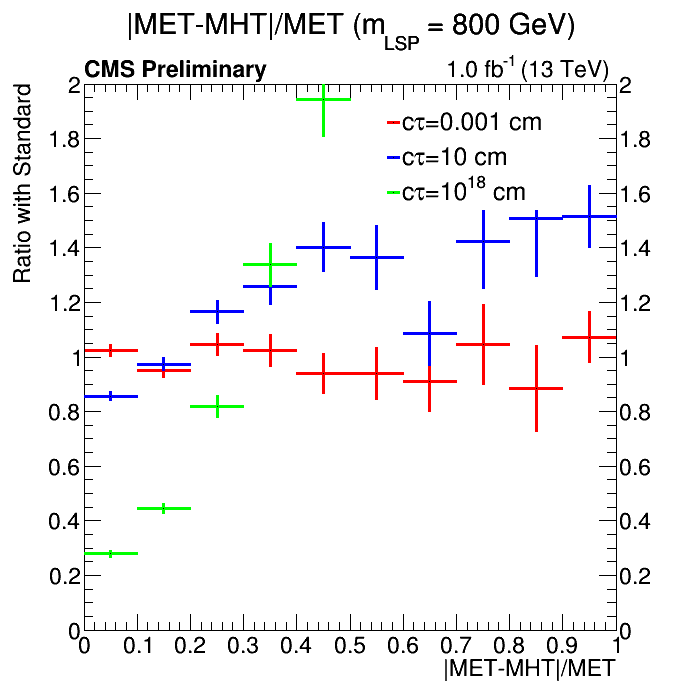 |MET-MHT|/MET (m_LSP = 800 GeV)
CMS Preliminary 1.0 fb⁻¹ (13 TeV)
Ratio with Standard
cτ=0.001 cm
cτ=10 cm
cτ=10¹⁸ cm
2 2
1.8 1.8
1.6 1.6
1.4 1.4
1.2 1.2
1 1
0.8 0.8
0.6 0.6
0.4 0.4
0.2 0.2
0 0
0 0.1 0.2 0.3 0.4 0.5 0.6 0.7 0.8 0.9 1
|MET-MHT|/MET